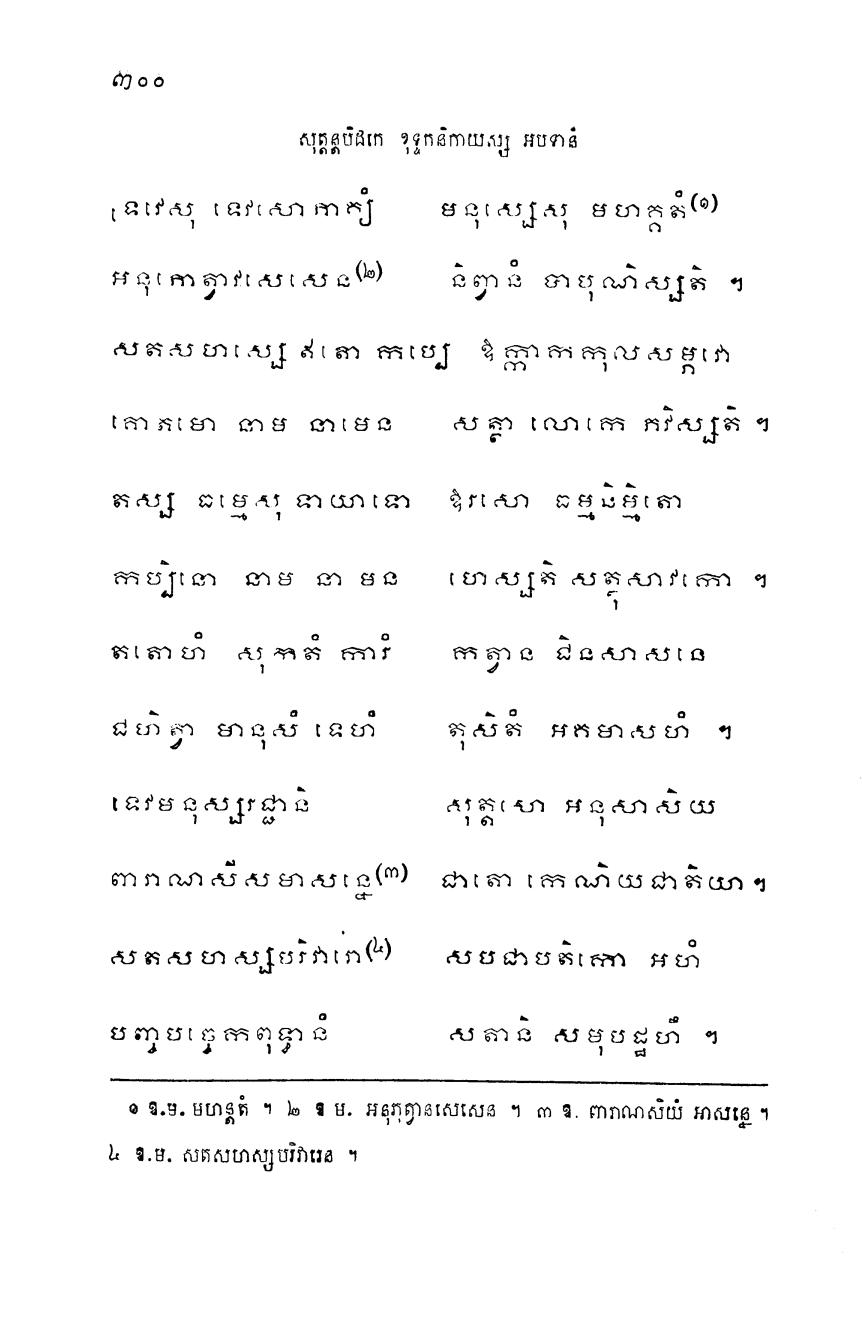 ៣០០
សុត្តន្តបិដកេ ខុទ្ទកនិកាយស្ស អបទានំ
ទេវេសុ ទេវសោភាគ្យំ មនុស្សេសុ មហគ្គតំ(១)
អនុភោត្វាវសេសេន(២) និព្វានំ បាបុណិស្សតិ ។
សតសហស្សេ ឥតោ កប្បេ ឱក្កាកកុលសម្ភវោ
គោតមោ នាម នាមេន សត្ថា លោកេ ភវិស្សតិ ។
តស្ស ធម្មេសុ ទាយាទោ ឱរសោ ធម្មនិម្មិតោ
កប្បិនោ នាម នាមេន ហេស្សតិ សត្ថុសាវកោ ។
តតោហំ សុកតំ ការំ កត្វាន ជិនសាសនេ
ជហិត្វា មានុសំ ទេហំ តុសិតំ អគមាសហំ ។
ទេវមនុស្សរជ្ជានិ សុត្តសោ អនុសាសិយ
ពារាណសីសមាសន្នេ(៣) ជាតោ កេណិយជាតិយា ។
សតសហស្សបរិវារោ(៤) សបជាបតិកោ អហំ
បញ្ចបច្ចេកពុទ្ធានំ សតានិ សមុបដ្ឋហឹ ។
១ ឱ.ម. មហន្តតំ ។ ២ ឱ ម. អនុភុត្វានសេសេន ។ ៣ ឱ. ពារាណសិយំ អាសន្នេ ។
៤ ឱ.ម. សតសហស្សបរិវារេន ។